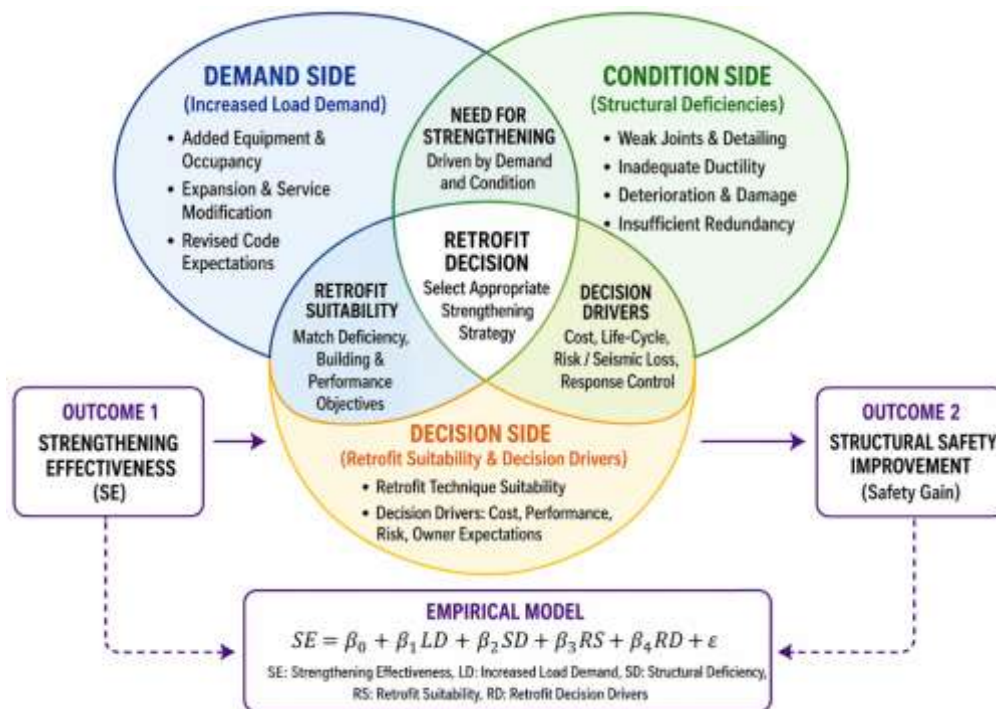 DEMAND SIDE
(Increased Load Demand)
• Added Equipment &
Occupancy
• Expansion & Service
Modification
• Revised Code
Expectations
NEED FOR
STRENGTHENING
Driven by Demand
and Condition
CONDITION SIDE
(Structural Deficiencies)
• Weak Joints & Detailing
• Inadequate Ductility
• Deterioration & Damage
• Insufficient Redundancy
RETROFIT
SUITABILITY
Match Deficiency,
Building &
Performance
Objectives
RETROFIT
DECISION
Select Appropriate
Strengthening
Strategy
DECISION
DRIVERS
Cost, Life-Cycle,
Risk / Seismic Loss,
Response Control
OUTCOME 1
STRENGTHENING
EFFECTIVENESS
(SE)
DECISION SIDE
(Retrofit Suitability & Decision Drivers)
• Retrofit Technique Suitability
• Decision Drivers: Cost, Performance,
Risk, Owner Expectations
OUTCOME 2
STRUCTURAL SAFETY
IMPROVEMENT
(Safety Gain)
EMPIRICAL MODEL
SE = β₀ + β₁LD + β₂SD + β₃RS + β₄RD + ε
SE: Strengthening Effectiveness, LD: Increased Load Demand, SD: Structural Deficiency,
RS: Retrofit Suitability, RD: Retrofit Decision Drivers